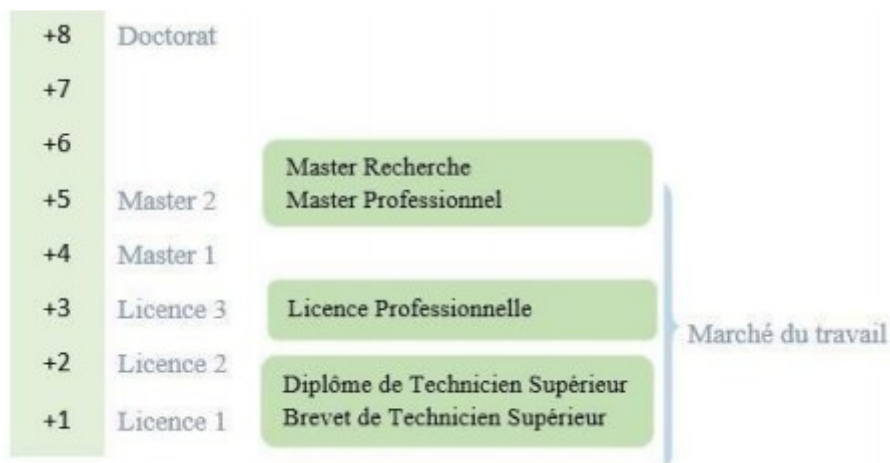 +8 Doctorat
+7
+6
Master Recherche
+5 Master 2 Master Professionnel
+4 Master 1
+3 Licence 3 Licence Professionnelle
Marché du travail
+2 Licence 2
Diplôme de Technicien Supérieur
+1 Licence 1 Brevet de Technicien Supérieur